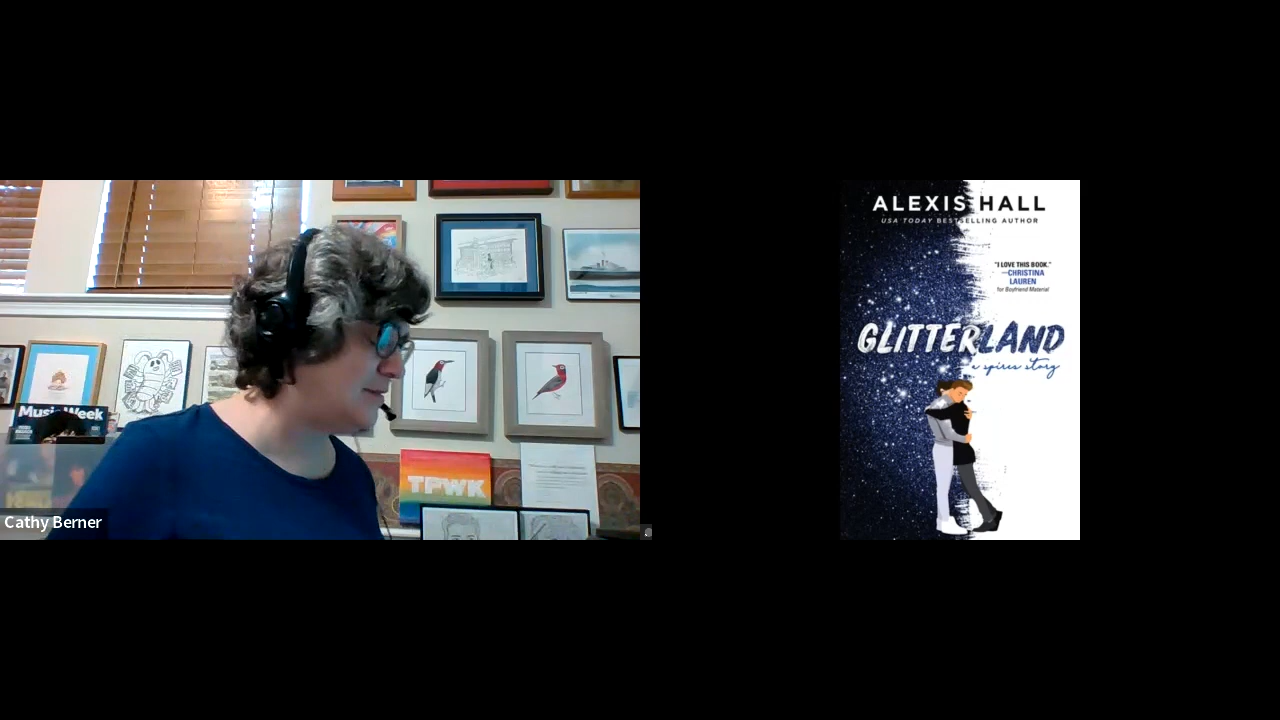 Music Week
TPWK
Cathy Berner
ALEXIS HALL
USA TODAY BESTSELLING AUTHOR
"I LOVE THIS BOOK."
—CHRISTINA
LAUREN
for Boyfriend Material
GLITTERLAND
a spires story